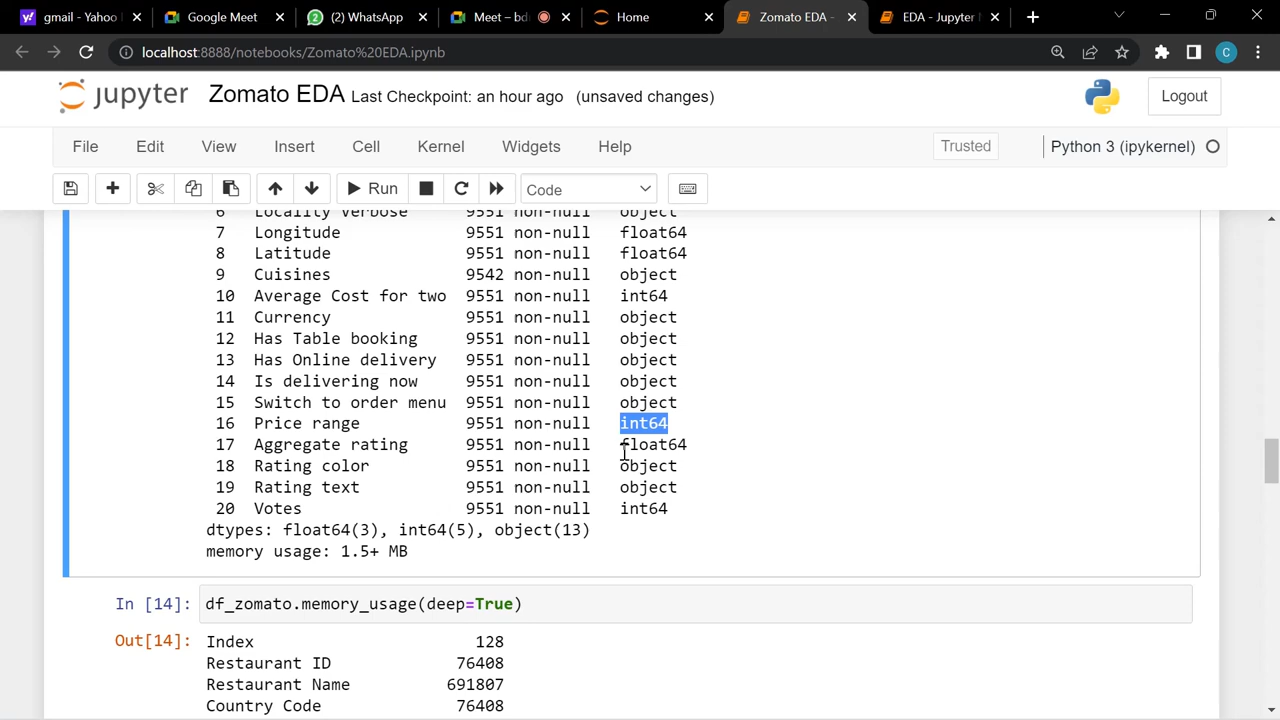 gmail - Yahoo
Google Meet
(2) WhatsApp
Meet – bd
Home
Zomato EDA -
EDA - Jupyter
localhost:8888/notebooks/Zomato%20EDA.ipynb
C
jupyter
Zomato EDA Last Checkpoint: an hour ago (unsaved changes)
Logout
File Edit View Insert Cell Kernel Widgets Help
Trusted
Python 3 (ipykernel)
Run
Code
6 Locality Verbose 9551 non-null object
7 Longitude 9551 non-null float64
8 Latitude 9551 non-null float64
9 Cuisines 9542 non-null object
10 Average Cost for two 9551 non-null int64
11 Currency 9551 non-null object
12 Has Table booking 9551 non-null object
13 Has Online delivery 9551 non-null object
14 Is delivering now 9551 non-null object
15 Switch to order menu 9551 non-null object
16 Price range 9551 non-null int64
17 Aggregate rating 9551 non-null float64
18 Rating color 9551 non-null object
19 Rating text 9551 non-null object
20 Votes 9551 non-null int64
dtypes: float64(3), int64(5), object(13)
memory usage: 1.5+ MB
In [14]: df_zomato.memory_usage(deep=True)
Out[14]: Index 128
Restaurant ID 76408
Restaurant Name 691807
Country Code 76408